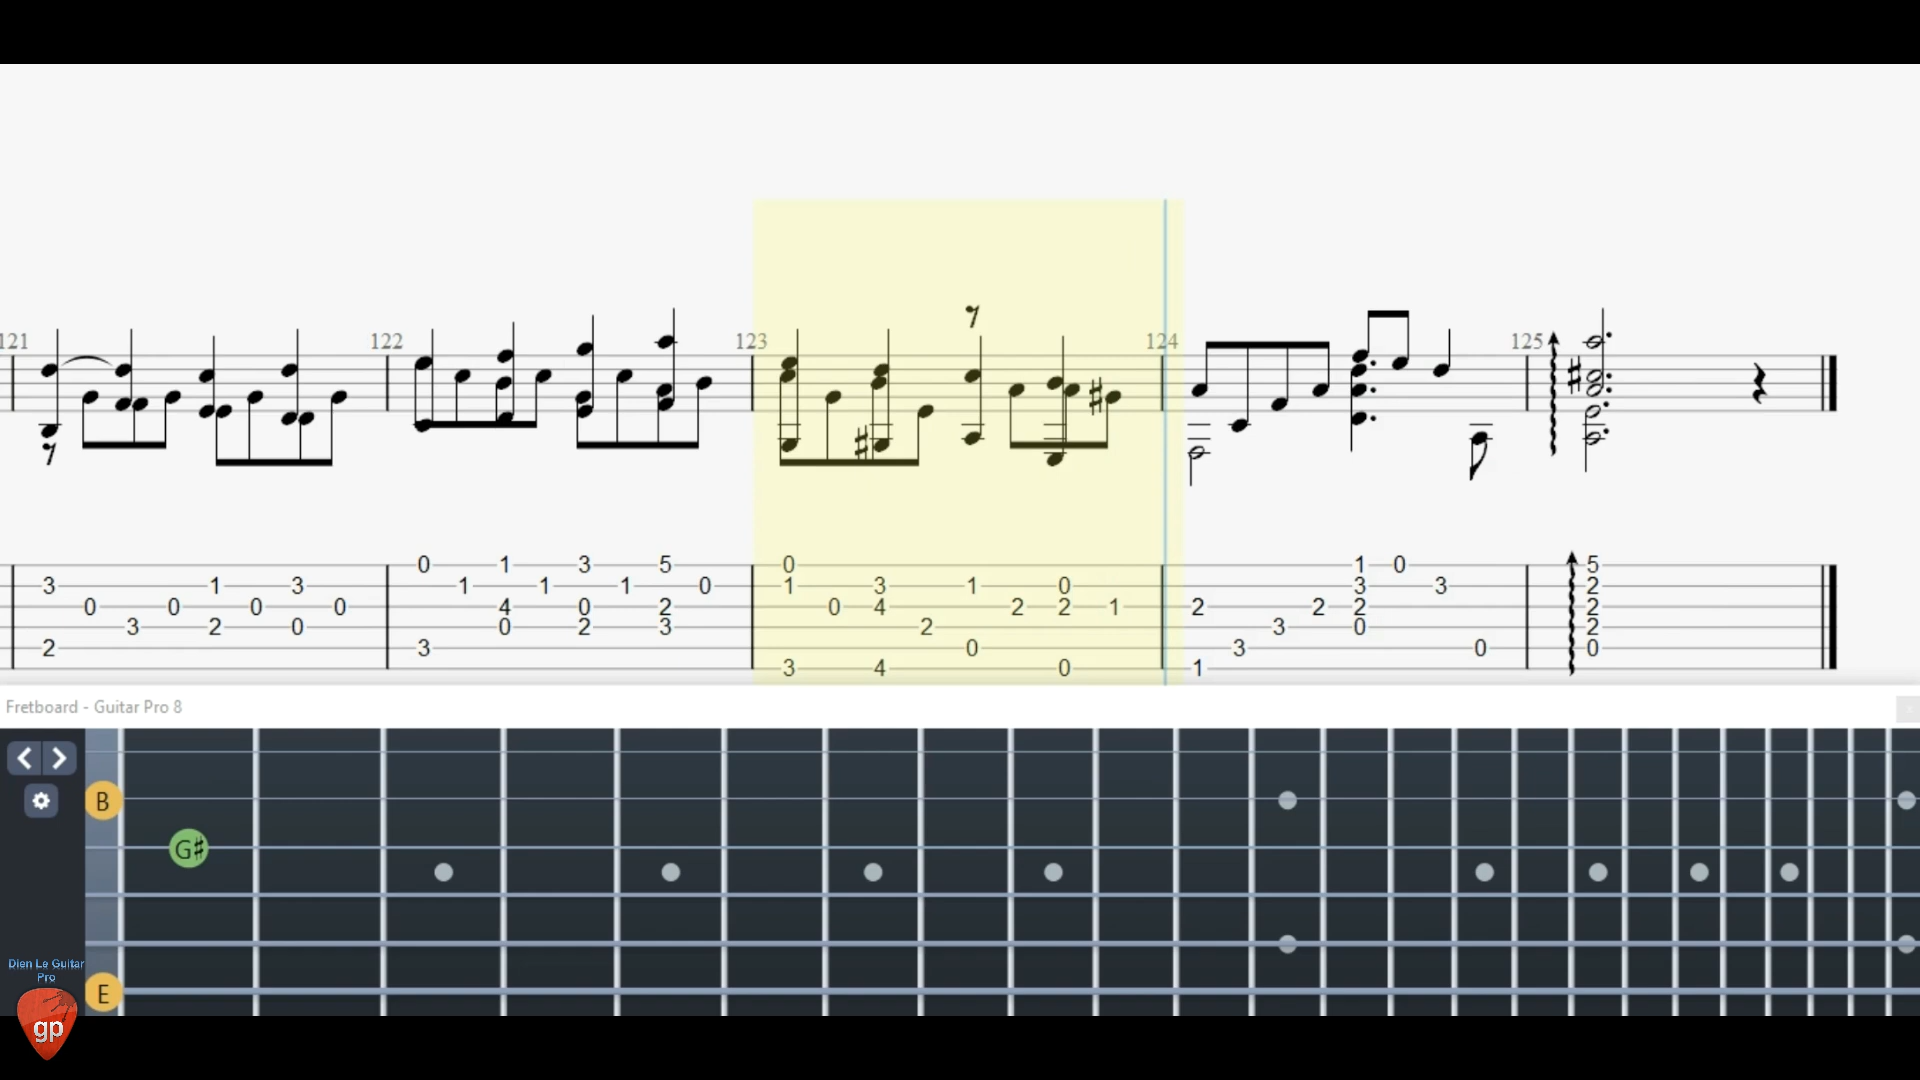 121 122 123 124 125
0 1 3 5 0 1 0 5
3 1 3 1 1 1 0 1 3 1 0 3 3 2
0 0 0 0 4 0 2 0 4 2 2 1 2 2 2 2
3 2 0 0 2 3 2 3 0 2
2 3 0 3 0 0
3 4 0 1
Fretboard - Guitar Pro 8
B
G♯
Dien Le Guitar
Pro
E
gp